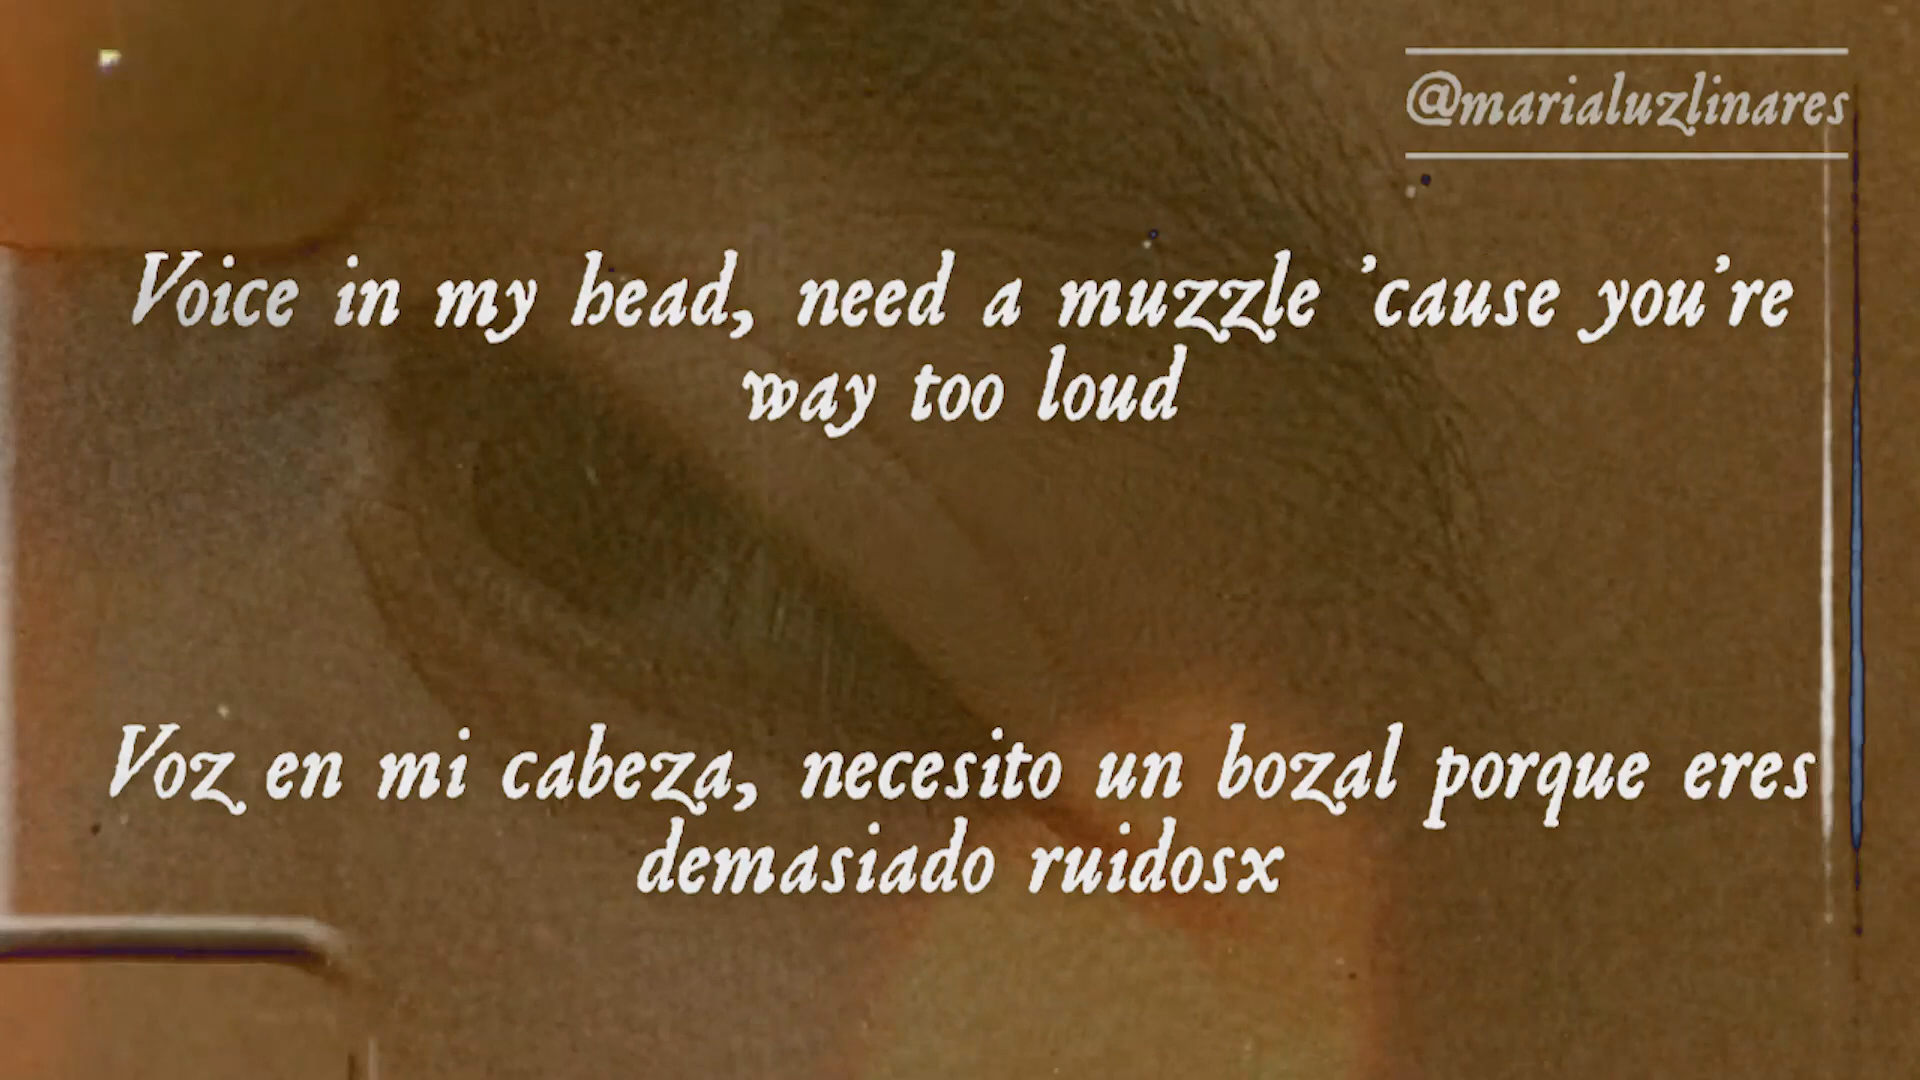 @marialuzlinares
Voice in my head, need a muzzle 'cause you're
way too loud
Voz en mi cabeza, necesito un bozal porque eres
demasiado ruidosx